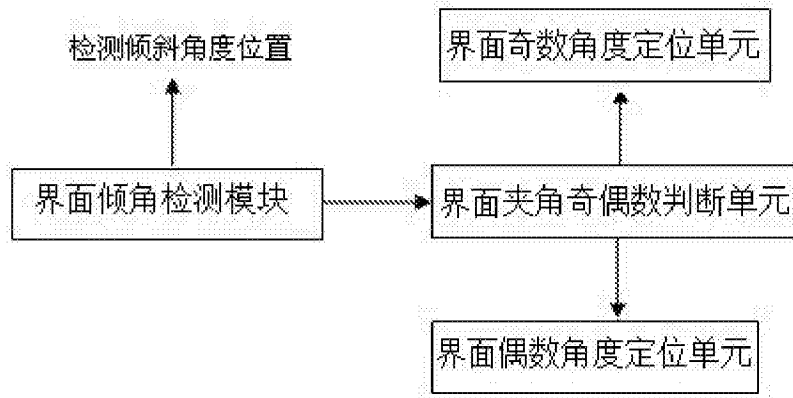 检测倾斜角度位置
界面奇数角度定位单元
界面倾角检测模块
界面夹角奇偶数判断单元
界面偶数角度定位单元